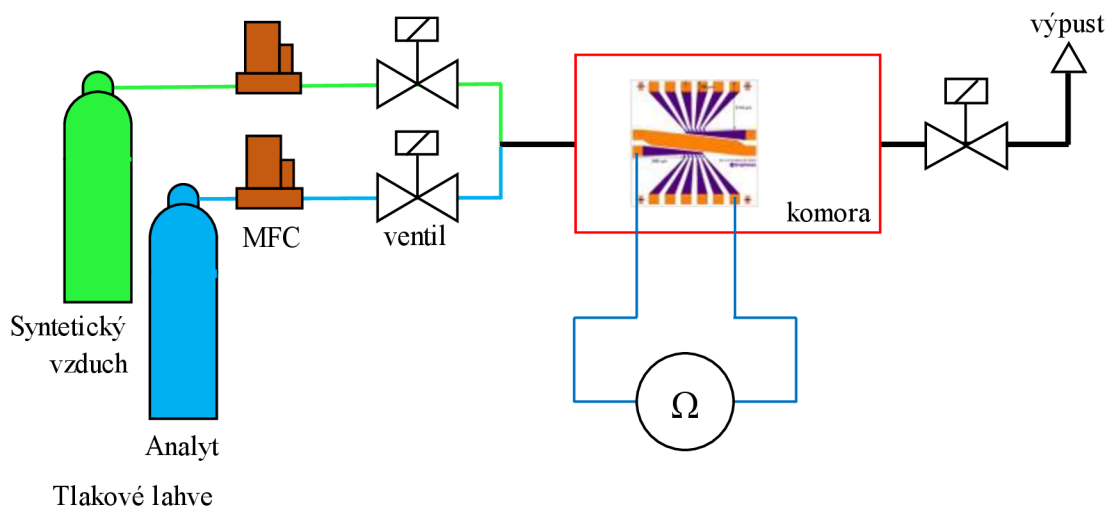 výpust
komora
MFC
ventil
Ω
Syntetický
vzduch
Analyt
Tlakové lahve